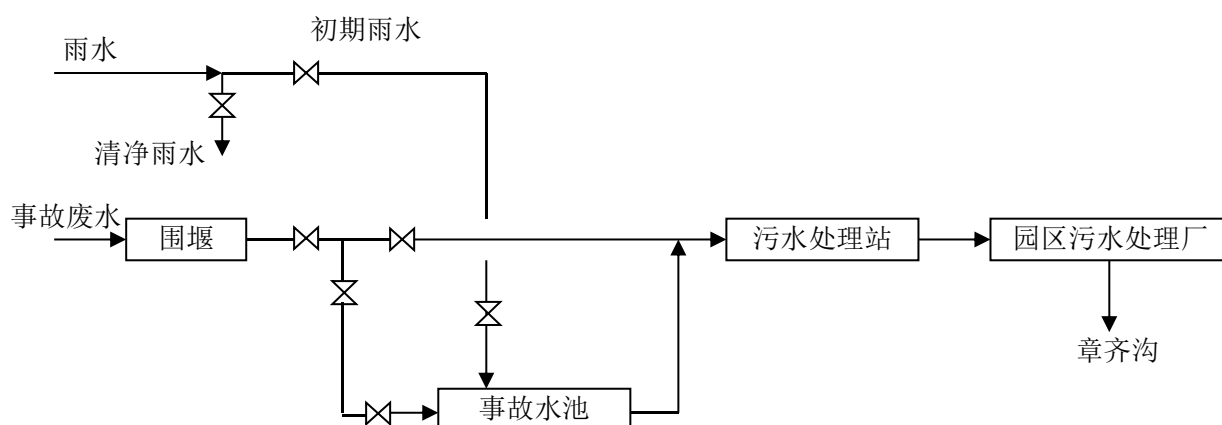 初期雨水
雨水
清净雨水
事故废水
围堰
污水处理站
园区污水处理厂
章齐沟
事故水池